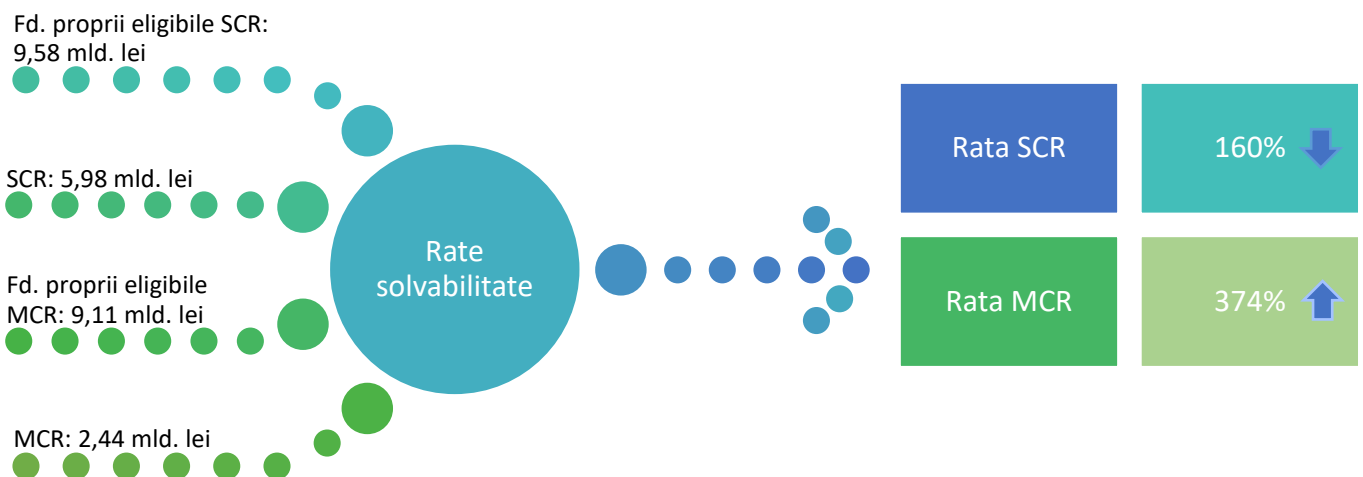 Fd. proprii eligibile SCR:
9,58 mld. lei
SCR: 5,98 mld. lei
Fd. proprii eligibile
MCR: 9,11 mld. lei
MCR: 2,44 mld. lei
Rate
solvabilitate
Rata SCR
160%
Rata MCR
374%